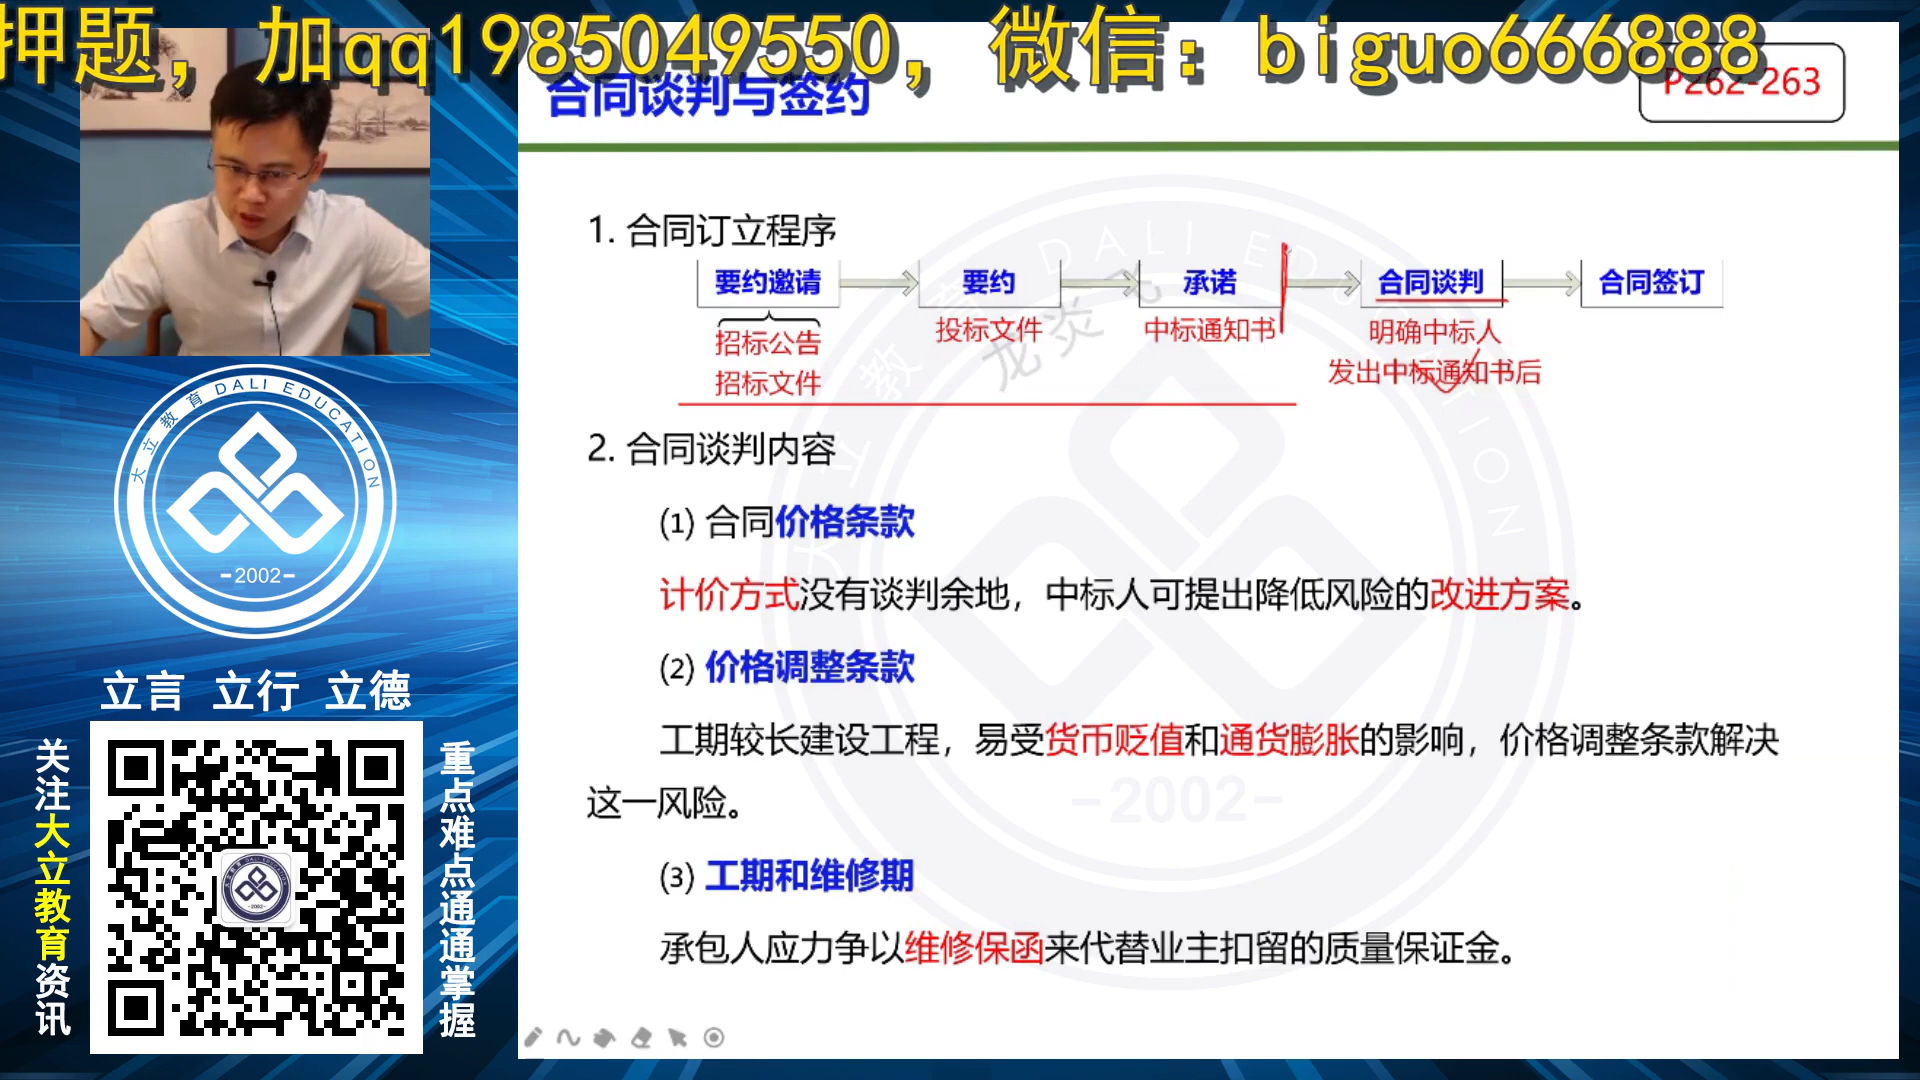 押题，加qq1985049550，微信：biguo666888
合同谈判与签约
P262-263
1. 合同订立程序
要约邀请
要约
承诺
合同谈判
合同签订
招标公告
招标文件
投标文件
中标通知书
明确中标人
发出中标通知书后
2. 合同谈判内容
(1) 合同价格条款
计价方式没有谈判余地，中标人可提出降低风险的改进方案。
(2) 价格调整条款
工期较长建设工程，易受货币贬值和通货膨胀的影响，价格调整条款解决
这一风险。
(3) 工期和维修期
承包人应力争以维修保函来代替业主扣留的质量保证金。
大立教育 DALI EDUCATION
-2002-
立言 立行 立德
关注大立教育资讯
重点难点通通掌握
大立教育 DALI EDUCATION
-2002-